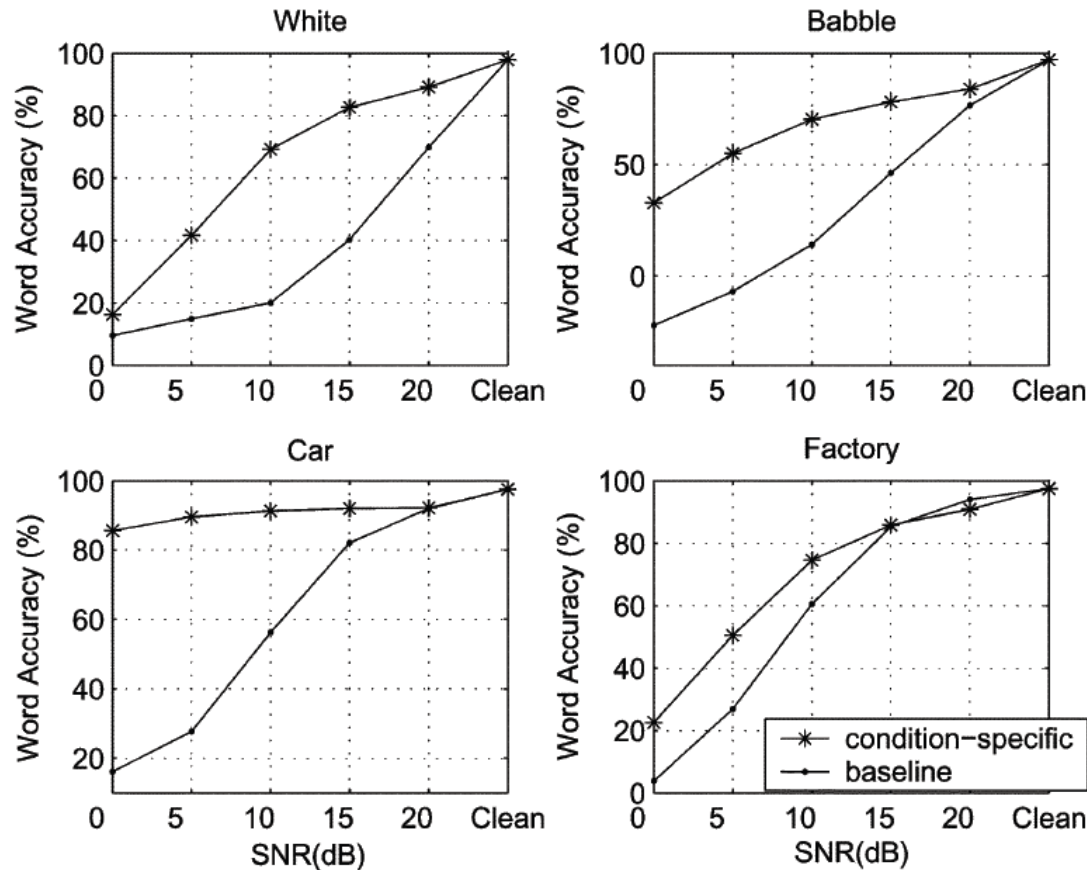 White
Word Accuracy (%)
100
80
60
40
20
0
0 5 10 15 20 Clean
Babble
Word Accuracy (%)
100
50
0
0 5 10 15 20 Clean
Car
Word Accuracy (%)
100
80
60
40
20
0 5 10 15 20 Clean
SNR(dB)
Factory
Word Accuracy (%)
100
80
60
40
20
0
condition-specific
baseline
0 5 10 15 20 Clean
SNR(dB)